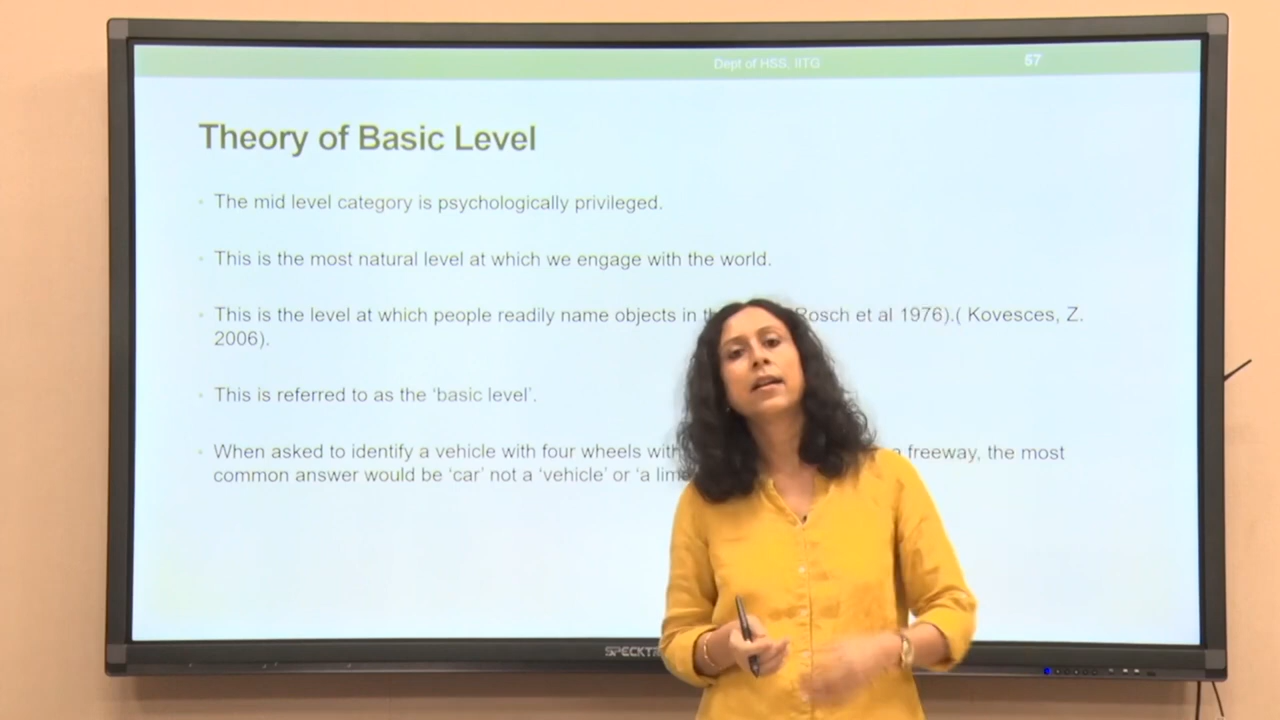 Dept of HSS, IITG
57
Theory of Basic Level
The mid level category is psychologically privileged.
This is the most natural level at which we engage with the world.
This is the level at which people readily name objects in Rosch et al 1976).( Kovesces, Z.
2006).
This is referred to as the ‘basic level’.
When asked to identify a vehicle with four wheels with freeway, the most
common answer would be ‘car’ not a ‘vehicle’ or ‘a